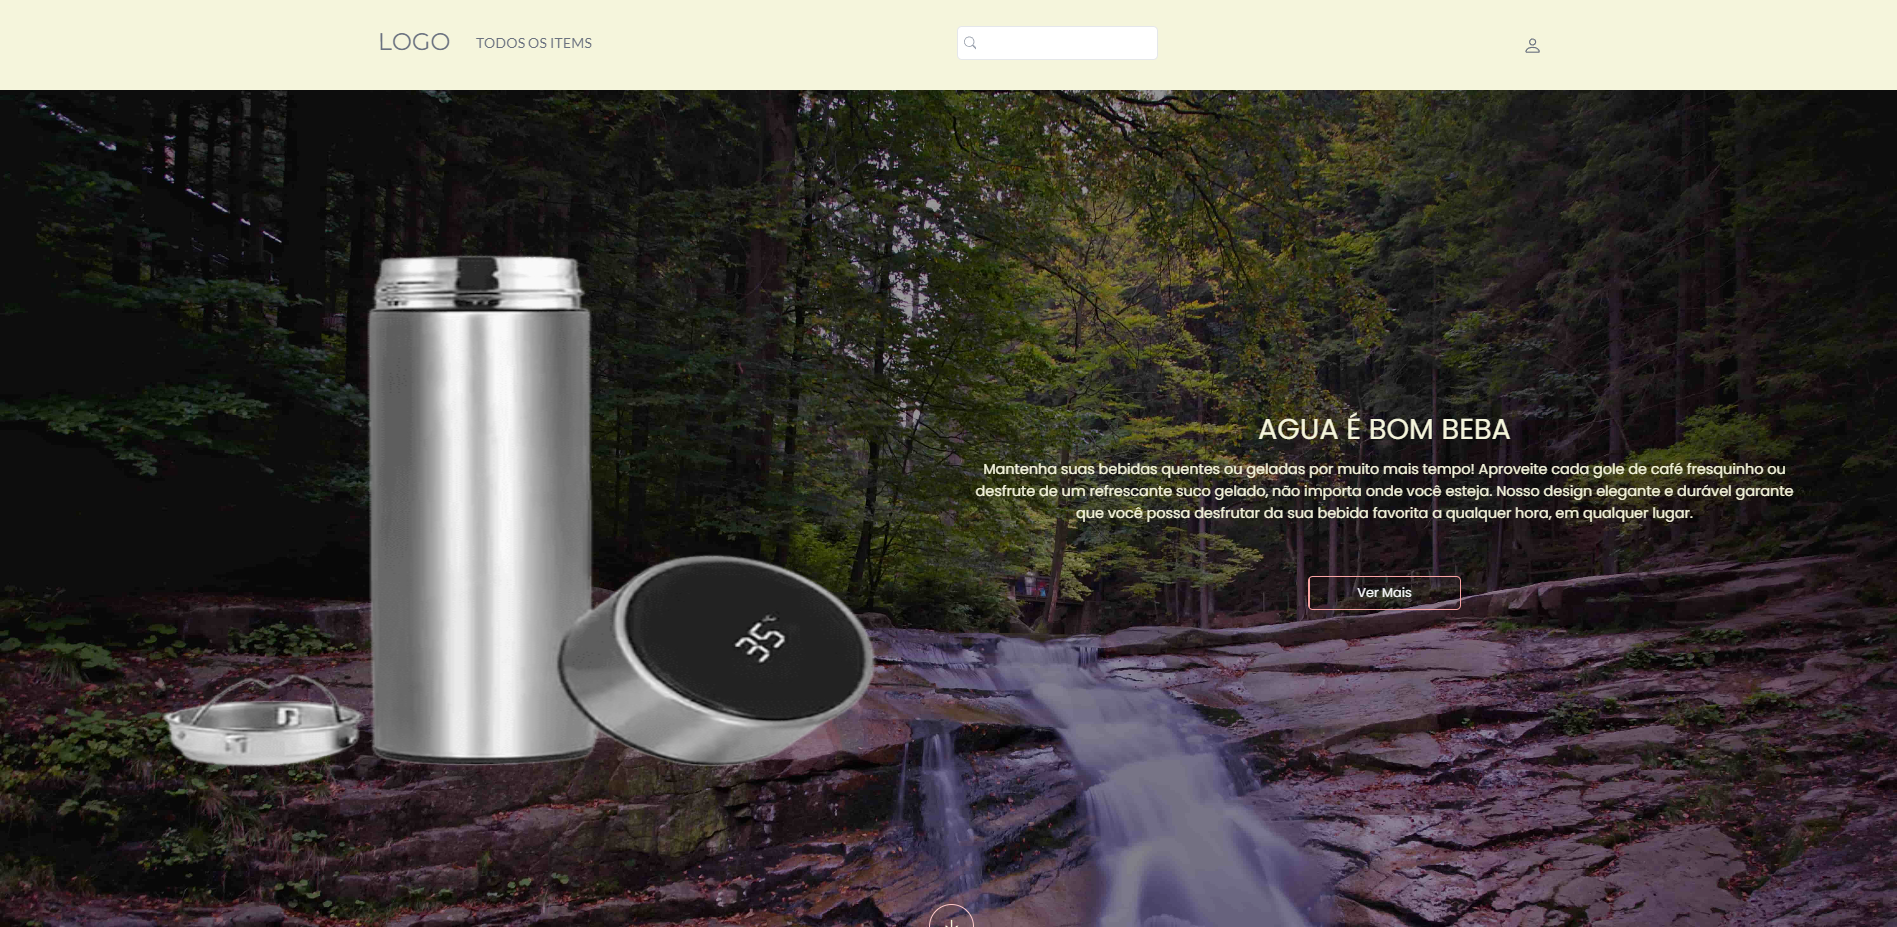 LOGO
TODOS OS ITEMS
AGUA É BOM BEBA
Mantenha suas bebidas quentes ou geladas por muito mais tempo! Aproveite cada gole de café fresquinho ou
desfrute de um refrescante suco gelado, não importa onde você esteja. Nosso design elegante e durável garante
que você possa desfrutar da sua bebida favorita a qualquer hora, em qualquer lugar.
Ver Mais
35°C